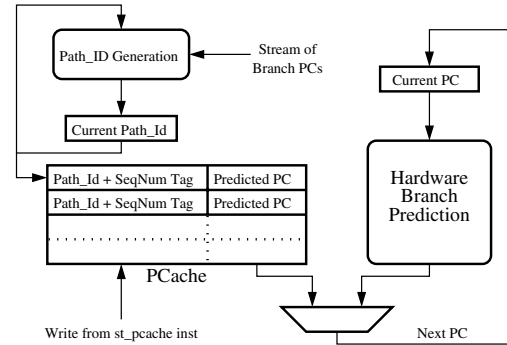 Path_ID Generation
Stream of
Branch PCs
Current PC
Current Path_Id
Path_Id + SeqNum Tag Predicted PC
Path_Id + SeqNum Tag Predicted PC
Hardware
Branch
Prediction
PCache
Write from st_pcache inst
Next PC